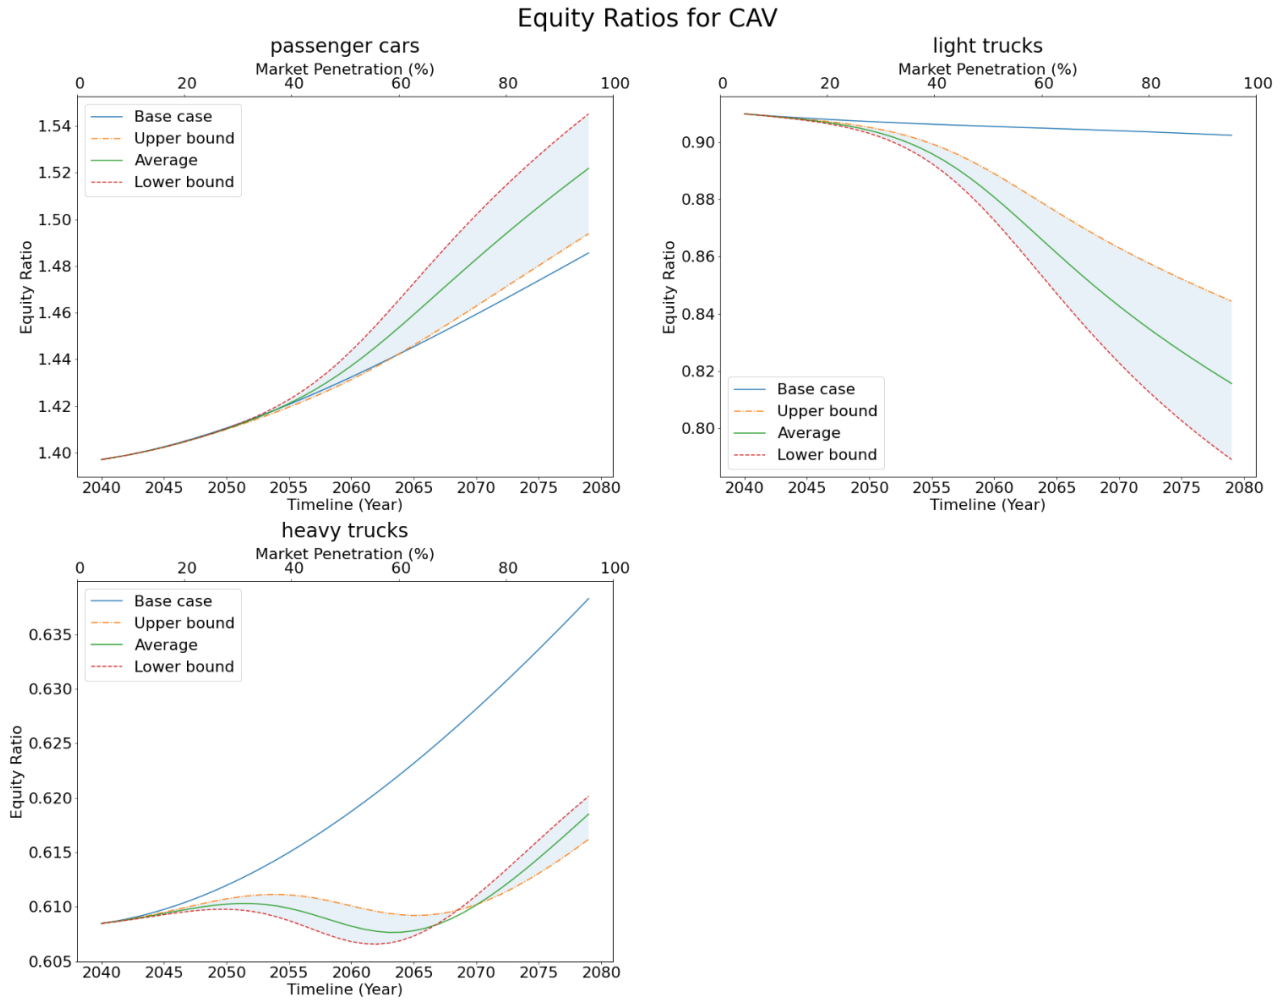 Equity Ratios for CAV
passenger cars
Market Penetration (%)
0 20 40 60 80 100
Base case
Upper bound
Average
Lower bound
1.54
1.52
1.50
1.48
1.46
1.44
1.42
1.40
Equity Ratio
2040 2045 2050 2055 2060 2065 2070 2075 2080
Timeline (Year)
light trucks
Market Penetration (%)
0 20 40 60 80 100
0.90
0.88
0.86
0.84
0.82
0.80
Equity Ratio
Base case
Upper bound
Average
Lower bound
2040 2045 2050 2055 2060 2065 2070 2075 2080
Timeline (Year)
heavy trucks
Market Penetration (%)
0 20 40 60 80 100
Base case
Upper bound
Average
Lower bound
0.635
0.630
0.625
0.620
0.615
0.610
0.605
Equity Ratio
2040 2045 2050 2055 2060 2065 2070 2075 2080
Timeline (Year)